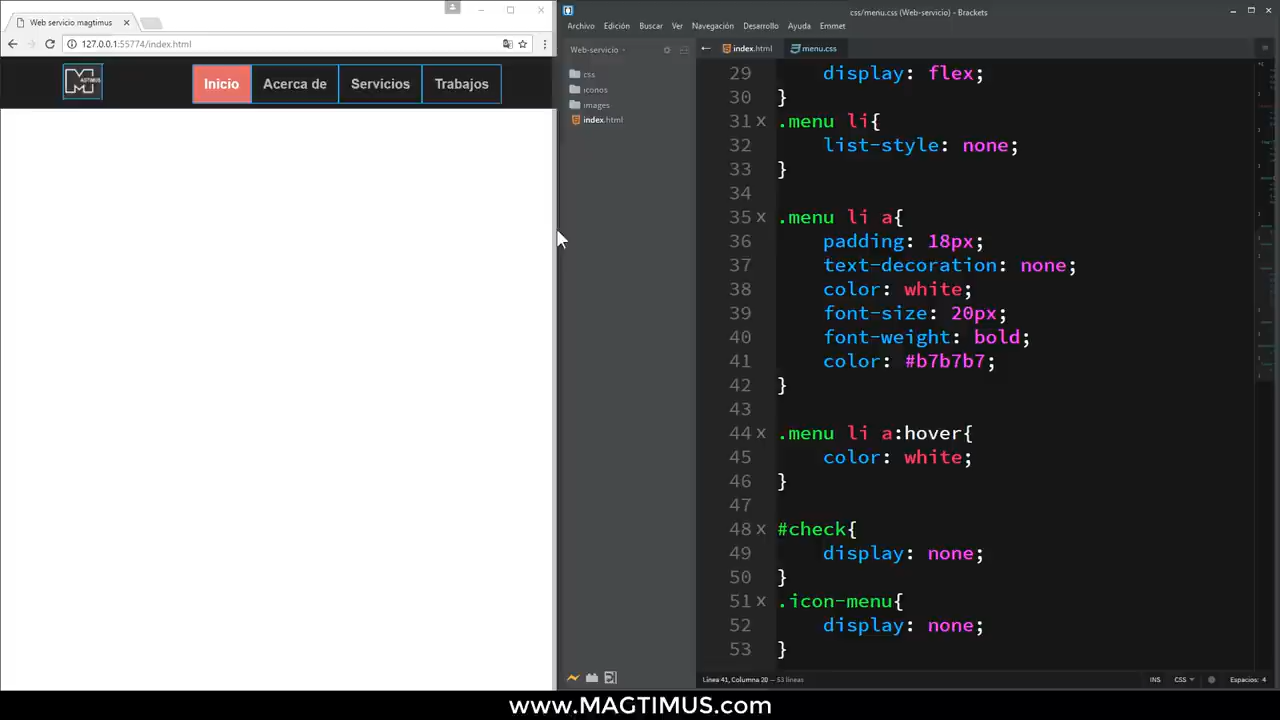 Web servicio magtimus
127.0.0.1:55774/index.html
MAGTIMUS
Inicio
Acerca de
Servicios
Trabajos
css/menu.css (Web-servicio) - Brackets
Archivo Edición Buscar Ver Navegación Desarrollo Ayuda Emmet
Web-servicio
css
iconos
images
index.html
index.html
menu.css
29 display: flex;
30 }
31 .menu li{
32 list-style: none;
33 }
34
35 .menu li a{
36 padding: 18px;
37 text-decoration: none;
38 color: white;
39 font-size: 20px;
40 font-weight: bold;
41 color: #b7b7b7;
42 }
43
44 .menu li a:hover{
45 color: white;
46 }
47
48 #check{
49 display: none;
50 }
51 .icon-menu{
52 display: none;
53 }
Línea 41, Columna 20 — 53 líneas
INS CSS Espacios: 4
www.MAGTIMUS.com